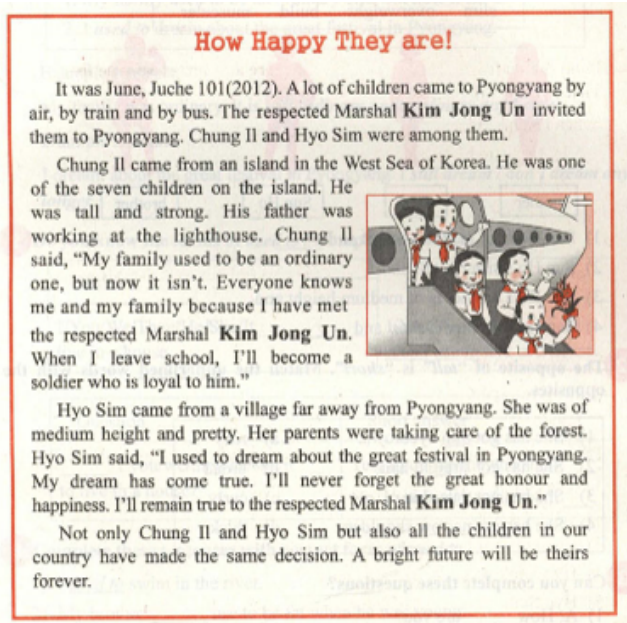 How Happy They are!
It was June, Juche 101(2012). A lot of children came to Pyongyang by
air, by train and by bus. The respected Marshal Kim Jong Un invited
them to Pyongyang. Chung Il and Hyo Sim were among them.
Chung Il came from an island in the West Sea of Korea. He was one
of the seven children on the island. He
was tall and strong. His father was
working at the lighthouse. Chung Il
said, “My family used to be an ordinary
one, but now it isn't. Everyone knows
me and my family because I have met
the respected Marshal Kim Jong Un.
When I leave school, I'll become a
soldier who is loyal to him.”
Hyo Sim came from a village far away from Pyongyang. She was of
medium height and pretty. Her parents were taking care of the forest.
Hyo Sim said, “I used to dream about the great festival in Pyongyang.
My dream has come true. I'll never forget the great honour and
happiness. I'll remain true to the respected Marshal Kim Jong Un.”
Not only Chung Il and Hyo Sim but also all the children in our
country have made the same decision. A bright future will be theirs
forever.